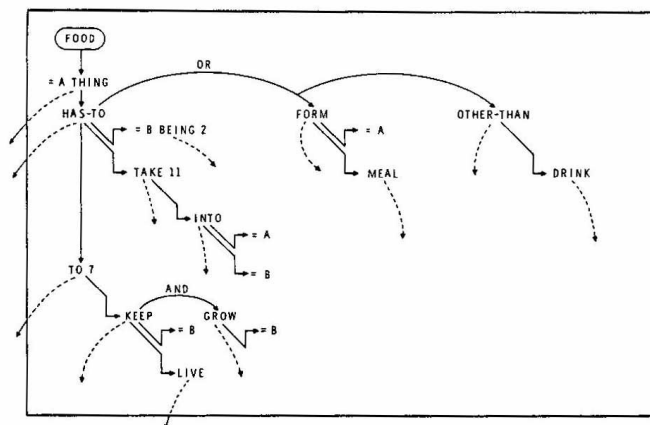 FOOD
OR
= A THING
HAS-TO
FORM
OTHER-THAN
= B BEING 2
= A
TAKE 11
MEAL
DRINK
INTO
= A
= B
TO 7
AND
KEEP
GROW
= B
= B
LIVE